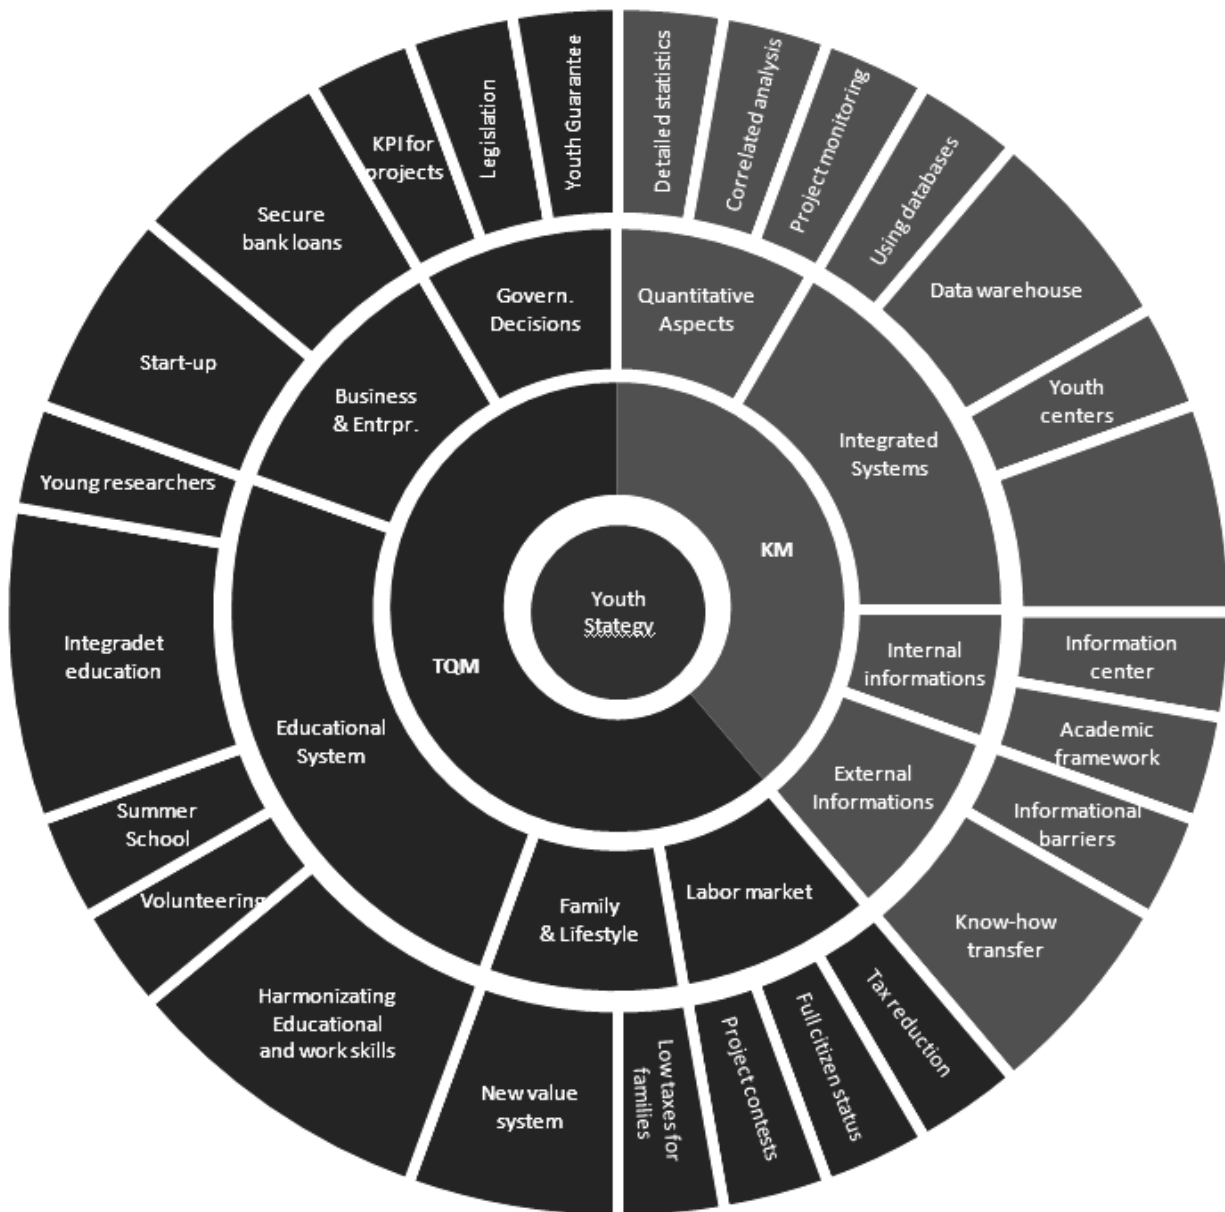 Youth
Stategy
TQM
KM
Govern.
Decisions
Quantitative
Aspects
Integrated
Systems
Internal
informations
External
Informations
Labor market
Family
& Lifestyle
Educational
System
Business
& Entrpr.
Detailed statistics
Correlated analysis
Project monitoring
Using databases
Data warehouse
Youth
centers
Information
center
Academic
framework
Informational
barriers
Know-how
transfer
Tax reduction
Full citizen status
Project contests
Low taxes for
families
New value
system
Harmonizating
Educational
and work skills
Volunteering
Summer
School
Integradet
education
Young researchers
Start-up
Secure
bank loans
KPI for
projects
Legislation
Youth Guarantee